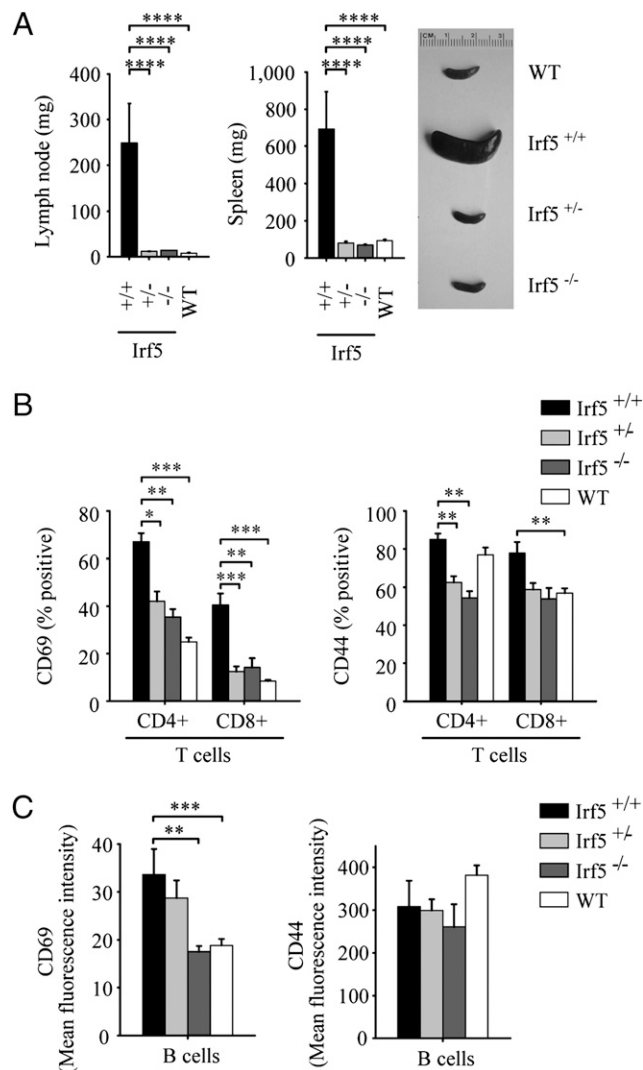 A
****
****
****
Lymph node (mg)
400
300
200
100
0
+/+
+/-
-/-
WT
Irf5
****
****
****
Spleen (mg)
1,000
800
600
400
200
0
+/+
+/-
-/-
WT
Irf5
CM 1 2 3
WT
Irf5 +/+
Irf5 +/-
Irf5 -/-
B
Irf5 +/+
Irf5 +/-
Irf5 -/-
WT
***
**
*
***
**
***
CD69 (% positive)
80
60
40
20
0
CD4+ CD8+
T cells
**
**
**
CD44 (% positive)
100
80
60
40
20
0
CD4+ CD8+
T cells
C
Irf5 +/+
Irf5 +/-
Irf5 -/-
WT
***
**
CD69
(Mean fluorescence intensity)
40
30
20
10
0
B cells
CD44
(Mean fluorescence intensity)
400
300
200
100
0
B cells